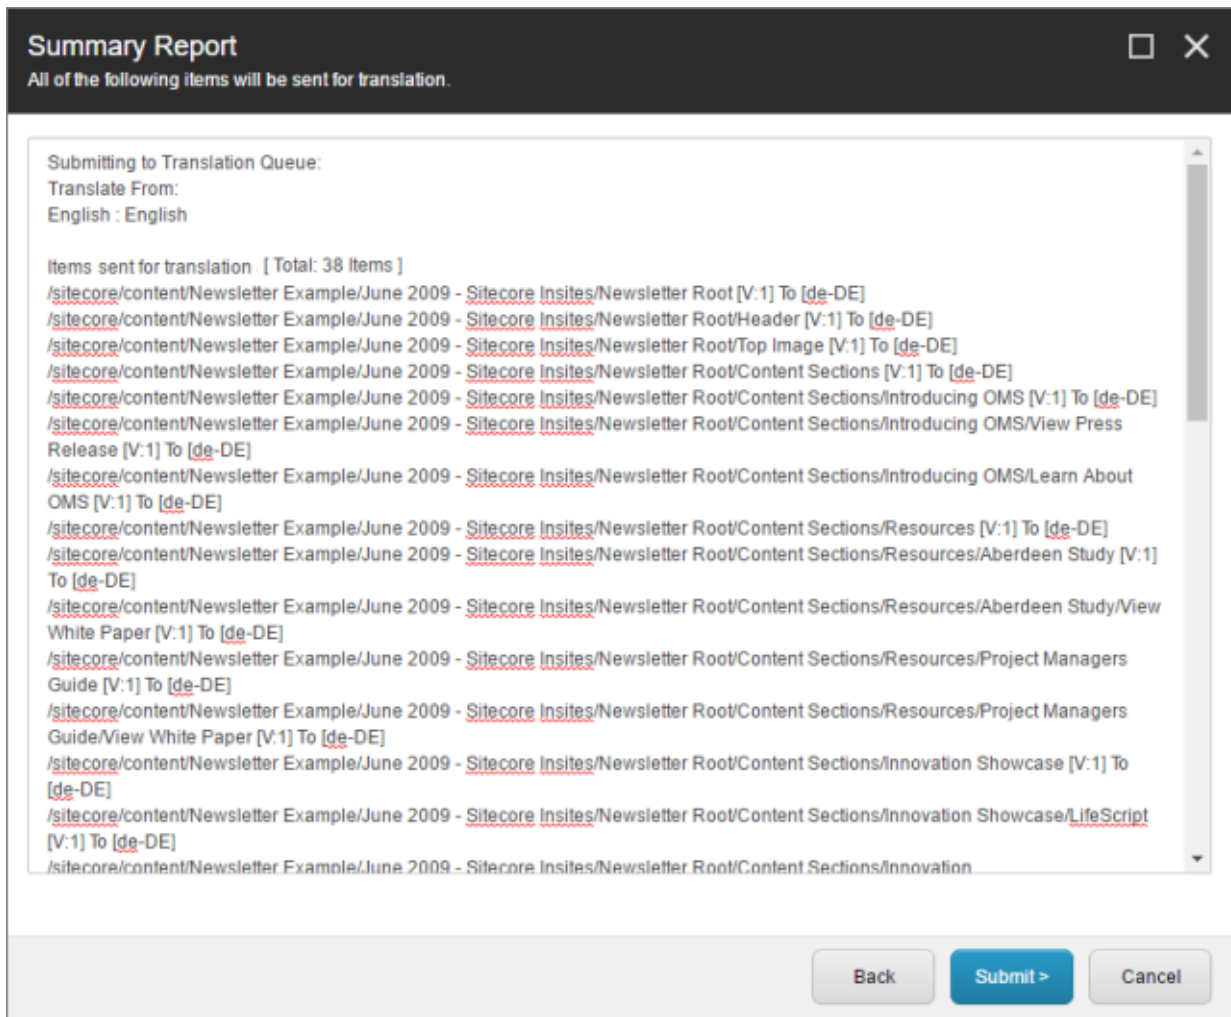 Summary Report
All of the following items will be sent for translation.
Submitting to Translation Queue:
Translate From:
English : English
Items sent for translation [ Total: 38 Items ]
/sitecore/content/Newsletter Example/June 2009 - Sitecore Insites/Newsletter Root [V:1] To [de-DE]
/sitecore/content/Newsletter Example/June 2009 - Sitecore Insites/Newsletter Root/Header [V:1] To [de-DE]
/sitecore/content/Newsletter Example/June 2009 - Sitecore Insites/Newsletter Root/Top Image [V:1] To [de-DE]
/sitecore/content/Newsletter Example/June 2009 - Sitecore Insites/Newsletter Root/Content Sections [V:1] To [de-DE]
/sitecore/content/Newsletter Example/June 2009 - Sitecore Insites/Newsletter Root/Content Sections/Introducing OMS [V:1] To [de-DE]
/sitecore/content/Newsletter Example/June 2009 - Sitecore Insites/Newsletter Root/Content Sections/Introducing OMS/View Press
Release [V:1] To [de-DE]
/sitecore/content/Newsletter Example/June 2009 - Sitecore Insites/Newsletter Root/Content Sections/Introducing OMS/Learn About
OMS [V:1] To [de-DE]
/sitecore/content/Newsletter Example/June 2009 - Sitecore Insites/Newsletter Root/Content Sections/Resources [V:1] To [de-DE]
/sitecore/content/Newsletter Example/June 2009 - Sitecore Insites/Newsletter Root/Content Sections/Resources/Aberdeen Study [V:1]
To [de-DE]
/sitecore/content/Newsletter Example/June 2009 - Sitecore Insites/Newsletter Root/Content Sections/Resources/Aberdeen Study/View
White Paper [V:1] To [de-DE]
/sitecore/content/Newsletter Example/June 2009 - Sitecore Insites/Newsletter Root/Content Sections/Resources/Project Managers
Guide [V:1] To [de-DE]
/sitecore/content/Newsletter Example/June 2009 - Sitecore Insites/Newsletter Root/Content Sections/Resources/Project Managers
Guide/View White Paper [V:1] To [de-DE]
/sitecore/content/Newsletter Example/June 2009 - Sitecore Insites/Newsletter Root/Content Sections/Innovation Showcase [V:1] To
[de-DE]
/sitecore/content/Newsletter Example/June 2009 - Sitecore Insites/Newsletter Root/Content Sections/Innovation Showcase/LifeScript
[V:1] To [de-DE]
/sitecore/content/Newsletter Example/June 2009 - Sitecore Insites/Newsletter Root/Content Sections/Innovation
Back
Submit >
Cancel